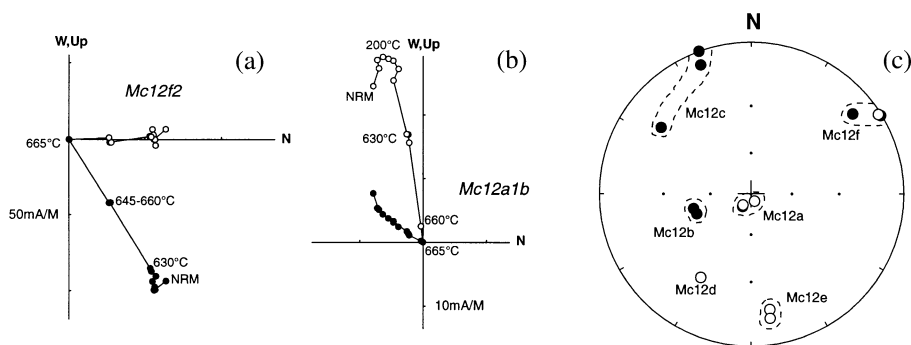 W,Up
(a)
Mc12f2
665°C
N
645-660°C
50mA/M
630°C
NRM
W,Up
(b)
200°C
NRM
630°C
Mc12a1b
660°C
N
665°C
10mA/M
N
(c)
Mc12c
Mc12f
Mc12a
Mc12b
Mc12d
Mc12e